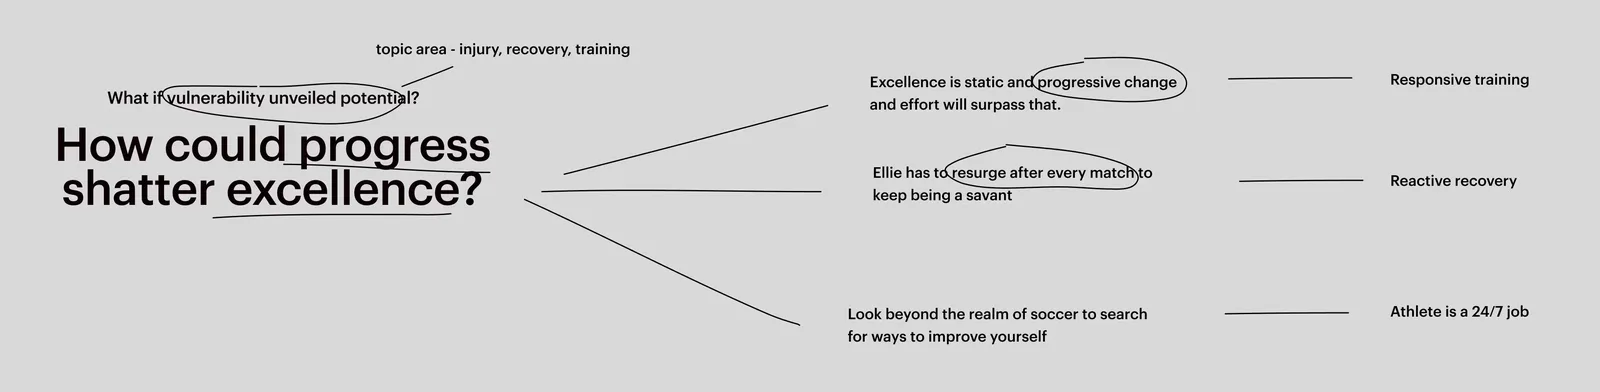 topic area - injury, recovery, training
What if vulnerability unveiled potential?
How could progress
shatter excellence?
Excellence is static and progressive change
and effort will surpass that.
Responsive training
Ellie has to resurge after every match to
keep being a savant
Reactive recovery
Look beyond the realm of soccer to search
for ways to improve yourself
Athlete is a 24/7 job